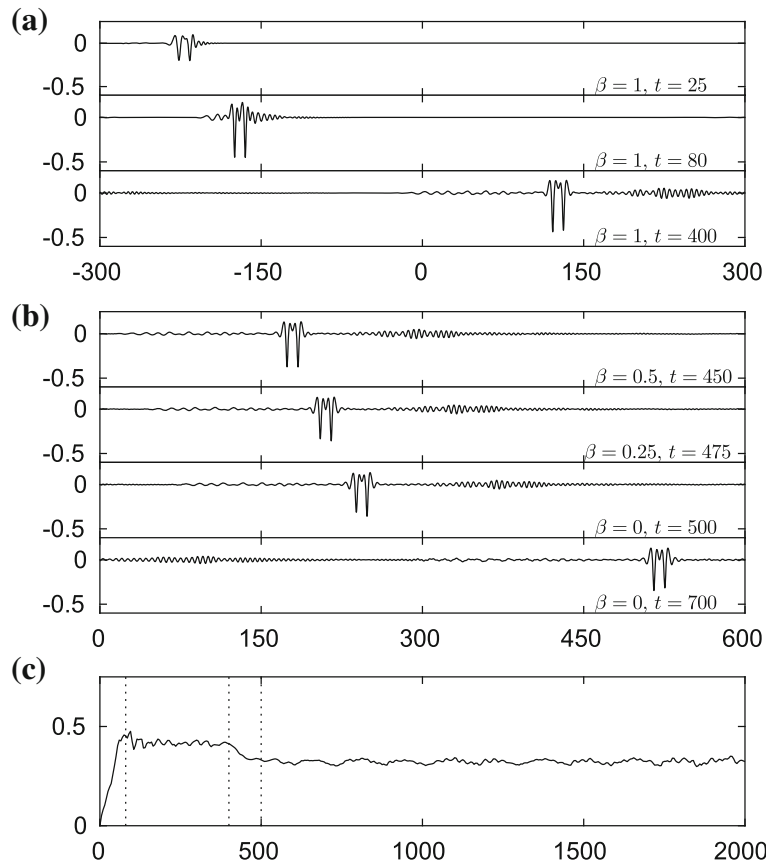 (a)
0
-0.5
β = 1, t = 25
0
-0.5
β = 1, t = 80
0
-0.5
β = 1, t = 400
-300 -150 0 150 300
(b)
0
-0.5
β = 0.5, t = 450
0
-0.5
β = 0.25, t = 475
0
-0.5
β = 0, t = 500
0
-0.5
β = 0, t = 700
0 150 300 450 600
(c)
0.5
0
0 500 1000 1500 2000